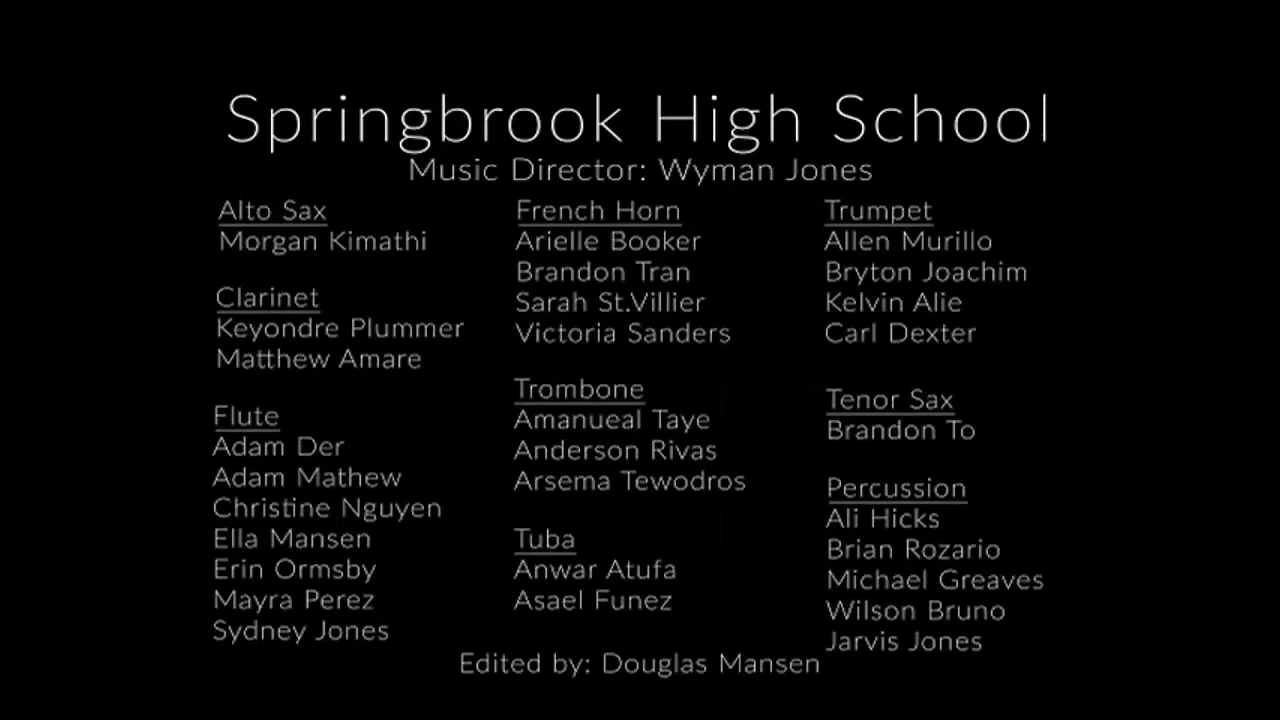 Springbrook High School
Music Director: Wyman Jones
Alto Sax
Morgan Kimathi
Clarinet
Keyondre Plummer
Matthew Amare
Flute
Adam Der
Adam Mathew
Christine Nguyen
Ella Mansen
Erin Ormsby
Mayra Perez
Sydney Jones
French Horn
Arielle Booker
Brandon Tran
Sarah St.Villier
Victoria Sanders
Trombone
Amanueal Taye
Anderson Rivas
Arsema Tewodros
Tuba
Anwar Atufa
Asael Funez
Trumpet
Allen Murillo
Bryton Joachim
Kelvin Alie
Carl Dexter
Tenor Sax
Brandon To
Percussion
Ali Hicks
Brian Rozario
Michael Greaves
Wilson Bruno
Jarvis Jones
Edited by: Douglas Mansen